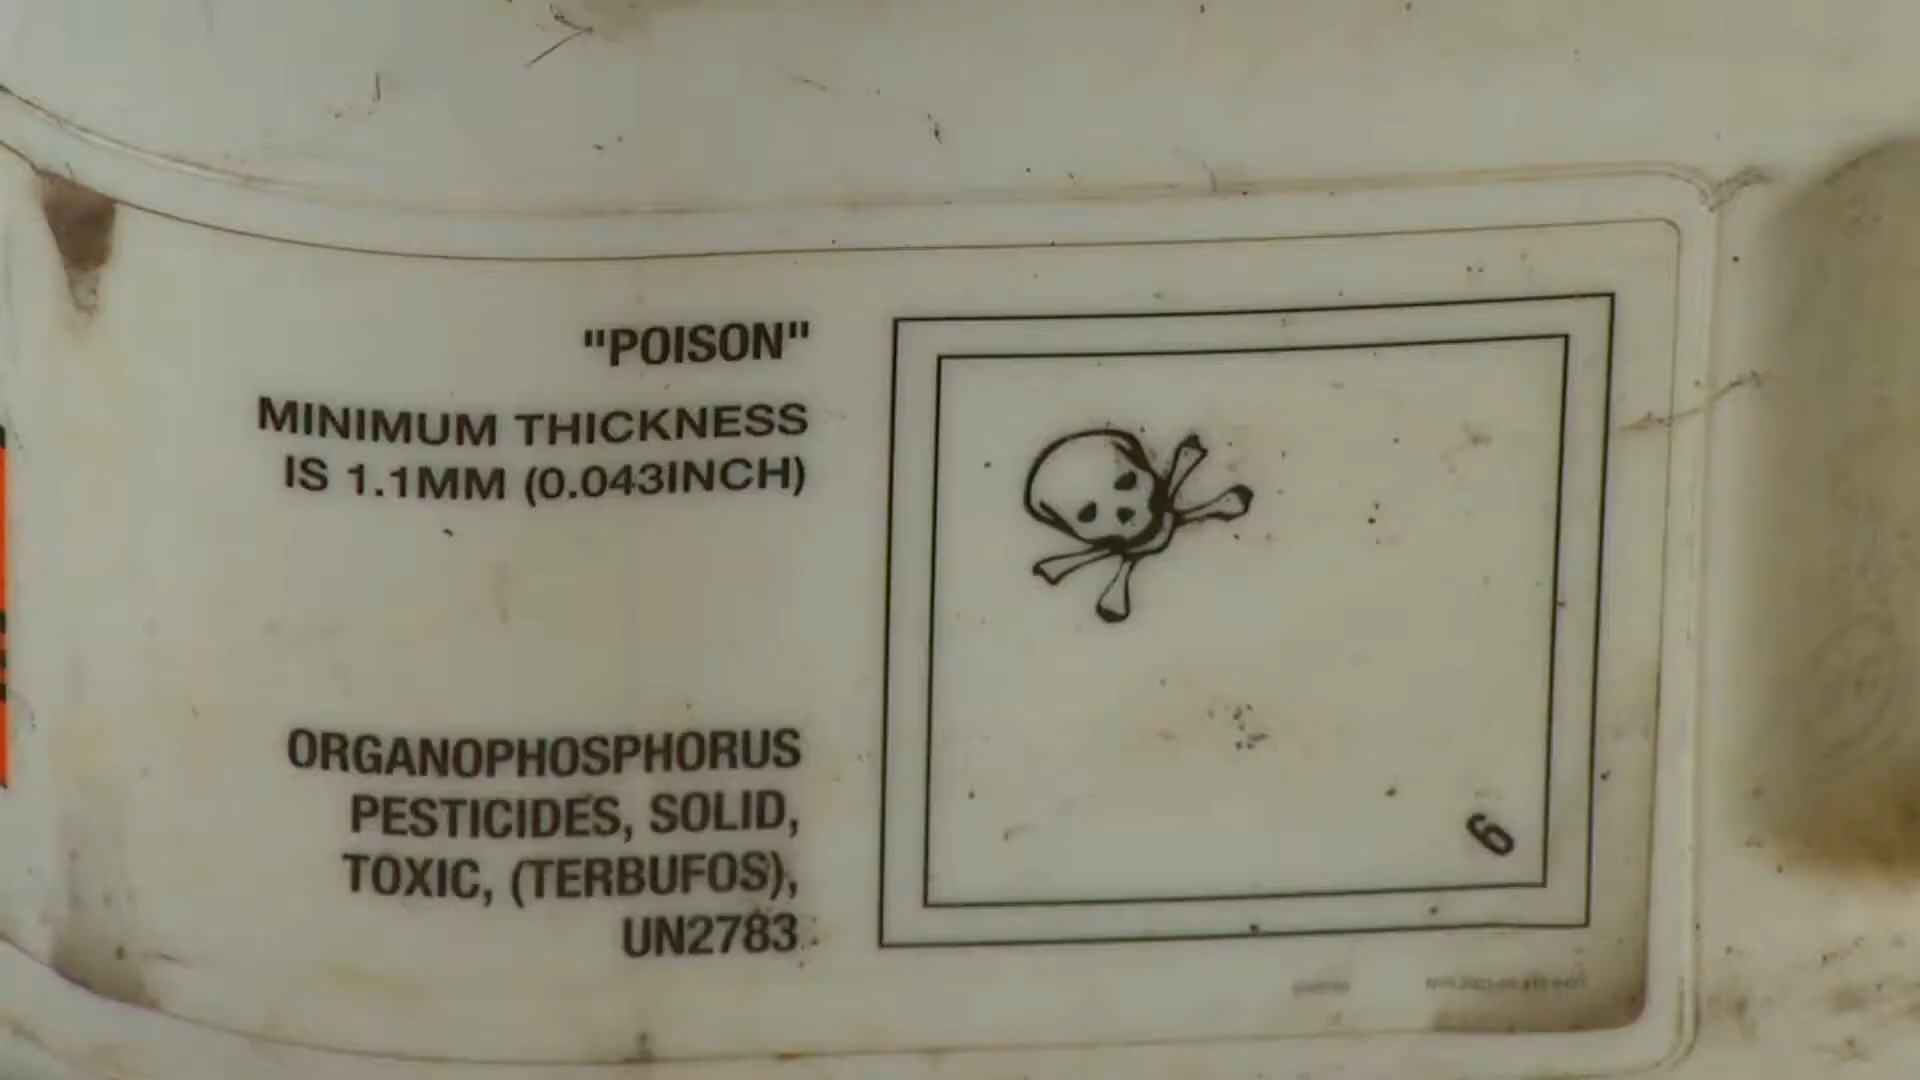 "POISON"
MINIMUM THICKNESS
IS 1.1MM (0.043INCH)
ORGANOPHOSPHORUS
PESTICIDES, SOLID,
TOXIC, (TERBUFOS),
UN2783
6